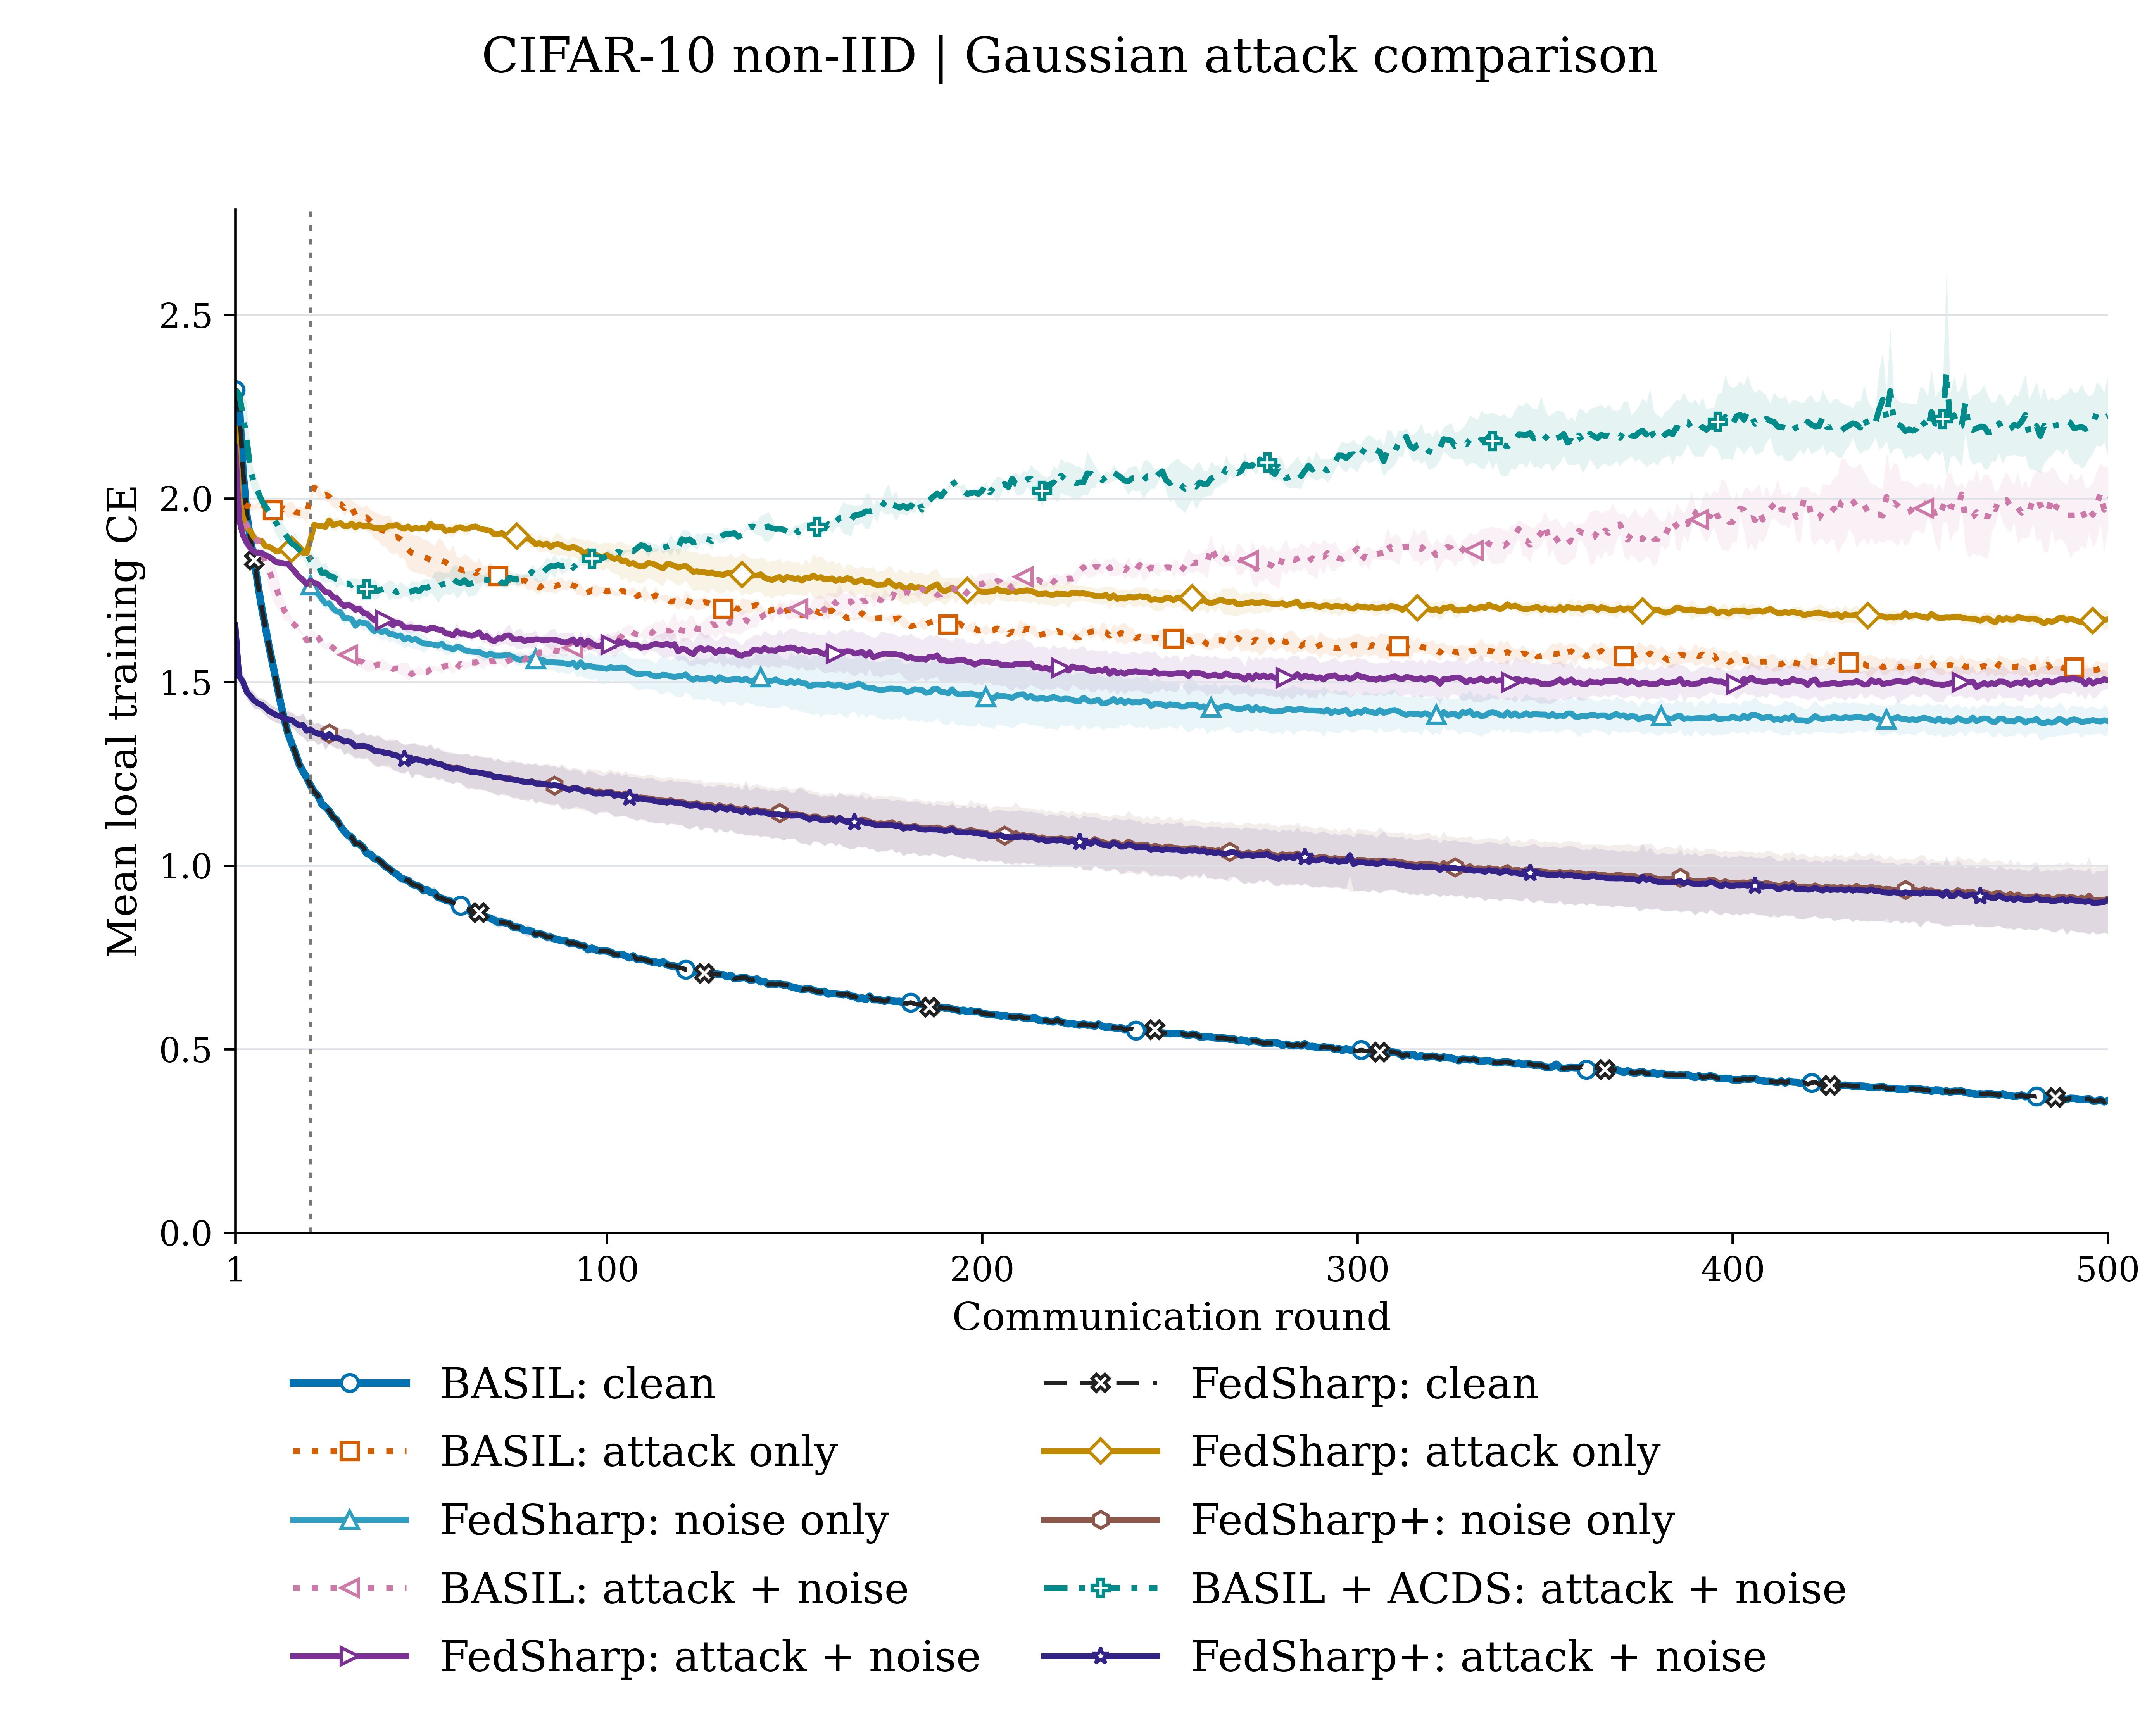 CIFAR-10 non-IID | Gaussian attack comparison
Mean local training CE
2.5
2.0
1.5
1.0
0.5
0.0
1 100 200 300 400 500
Communication round
BASIL: clean
BASIL: attack only
FedSharp: noise only
BASIL: attack + noise
FedSharp: attack + noise
FedSharp: clean
FedSharp: attack only
FedSharp+: noise only
BASIL + ACDS: attack + noise
FedSharp+: attack + noise